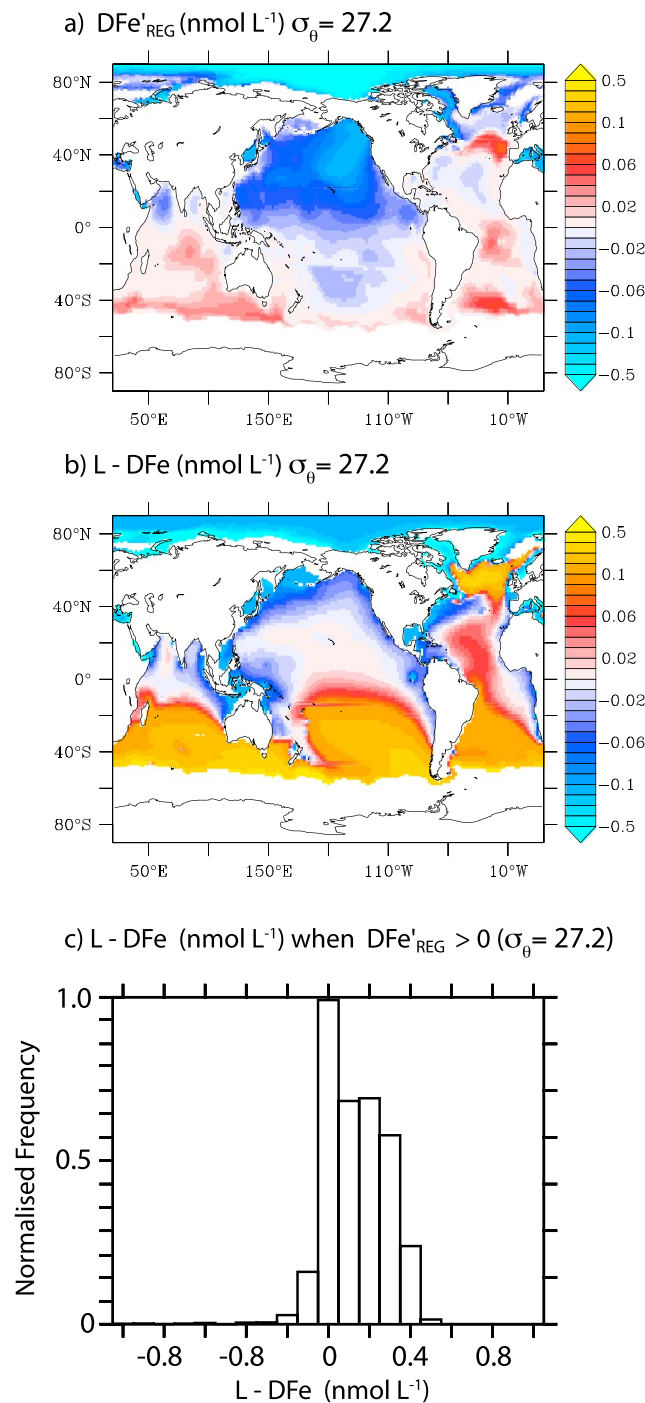 a) DFe'REG (nmol L-1) σθ= 27.2
80°N
40°N
0°
40°S
80°S
50°E 150°E 110°W 10°W
0.5
0.1
0.06
0.02
−0.02
−0.06
−0.1
−0.5
b) L - DFe (nmol L-1) σθ= 27.2
80°N
40°N
0°
40°S
80°S
50°E 150°E 110°W 10°W
0.5
0.1
0.06
0.02
−0.02
−0.06
−0.1
−0.5
c) L - DFe (nmol L-1) when DFe'REG > 0 (σθ= 27.2)
Normalised Frequency
1.0
0.5
0
-0.8 -0.8 0 0.4 0.8
L - DFe (nmol L-1)